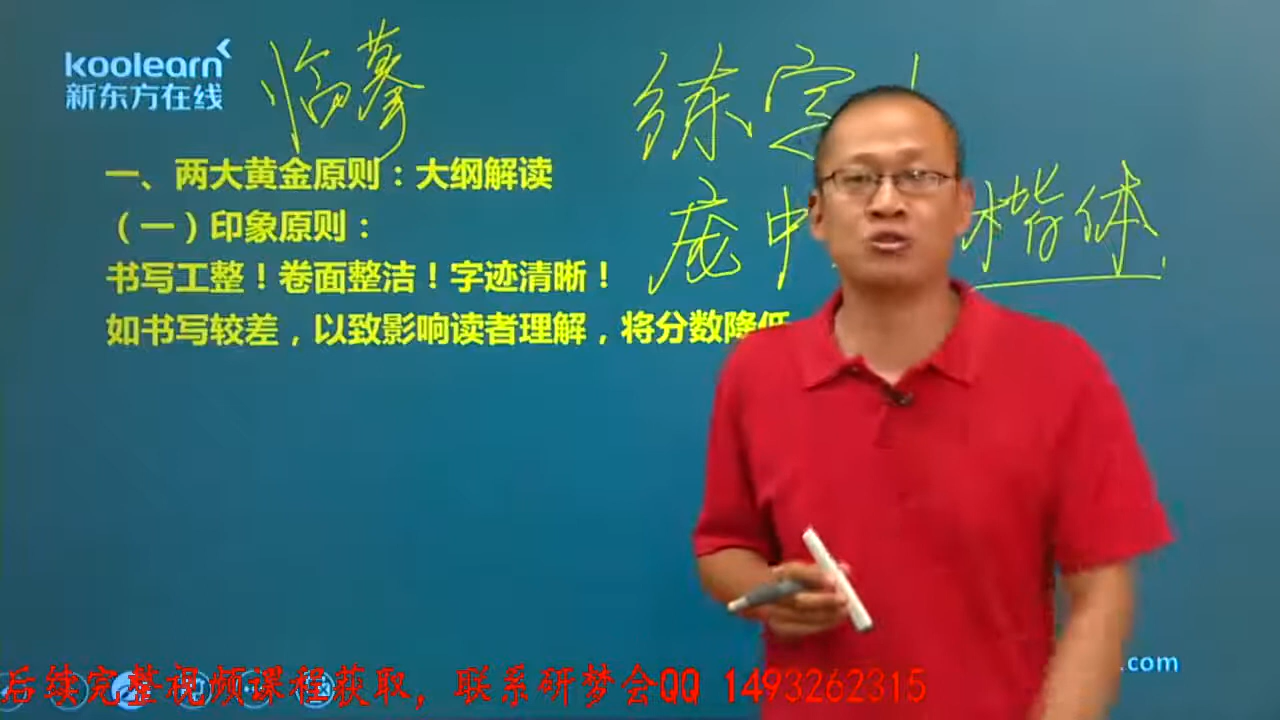 koolearn
新东方在线
临摹
练字
庞中
楷体
一、两大黄金原则：大纲解读
（一）印象原则：
书写工整！卷面整洁！字迹清晰！
如书写较差，以致影响读者理解，将分数降低
.com
后续完整视频课程获取，联系研梦会QQ 1493262315